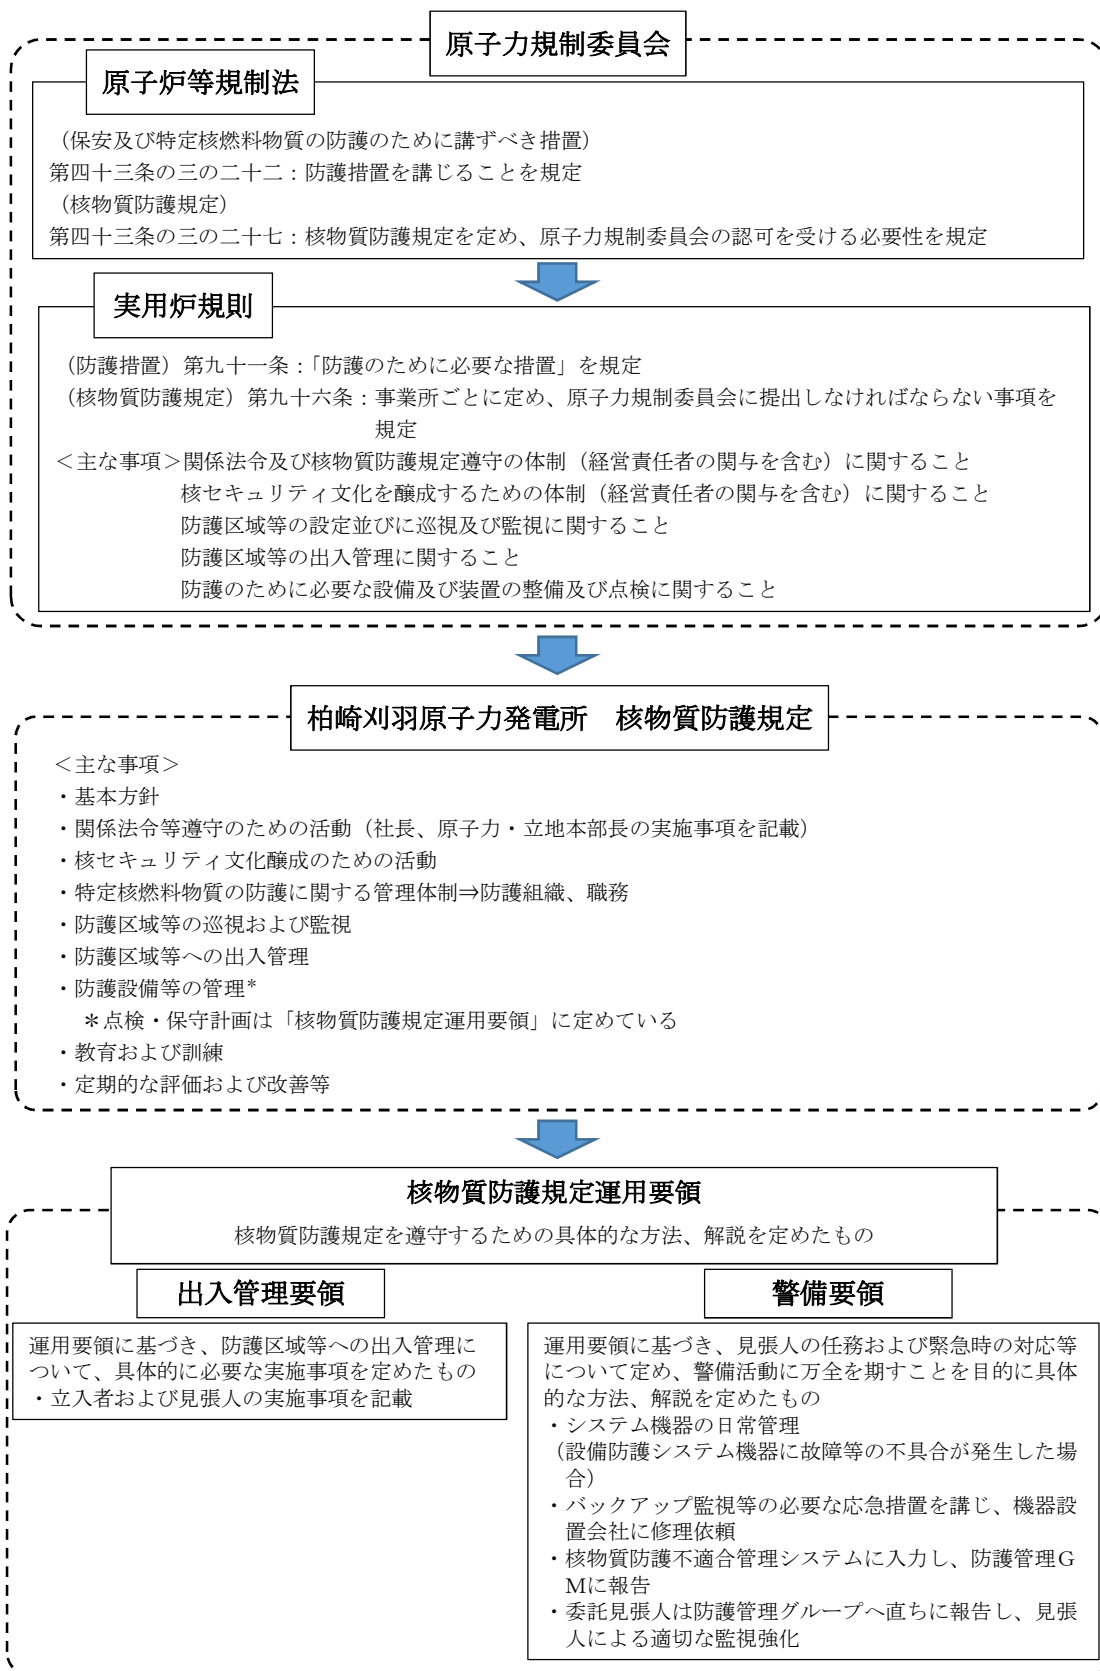 原子力規制委員会
原子炉等規制法
（保安及び特定核燃料物質の防護のために講ずべき措置）
第四十三条の三の二十二：防護措置を講じることを規定
（核物質防護規定）
第四十三条の三の二十七：核物質防護規定を定め、原子力規制委員会の認可を受ける必要性を規定
実用炉規則
（防護措置）第九十一条：「防護のために必要な措置」を規定
（核物質防護規定）第九十六条：事業所ごとに定め、原子力規制委員会に提出しなければならない事項を
規定
＜主な事項＞関係法令及び核物質防護規定遵守の体制（経営責任者の関与を含む）に関すること
核セキュリティ文化を醸成するための体制（経営責任者の関与を含む）に関すること
防護区域等の設定並びに巡視及び監視に関すること
防護区域等の出入管理に関すること
防護のために必要な設備及び装置の整備及び点検に関すること
柏崎刈羽原子力発電所　核物質防護規定
＜主な事項＞
・基本方針
・関係法令等遵守のための活動（社長、原子力・立地本部長の実施事項を記載）
・核セキュリティ文化醸成のための活動
・特定核燃料物質の防護に関する管理体制⇒防護組織、職務
・防護区域等の巡視および監視
・防護区域等への出入管理
・防護設備等の管理*
＊点検・保守計画は「核物質防護規定運用要領」に定めている
・教育および訓練
・定期的な評価および改善等
核物質防護規定運用要領
核物質防護規定を遵守するための具体的な方法、解説を定めたもの
出入管理要領
運用要領に基づき、防護区域等への出入管理に
ついて、具体的に必要な実施事項を定めたもの
・立入者および見張人の実施事項を記載
警備要領
運用要領に基づき、見張人の任務および緊急時の対応等
について定め、警備活動に万全を期すことを目的に具体
的な方法、解説を定めたもの
・システム機器の日常管理
（設備防護システム機器に故障等の不具合が発生した場
合）
・バックアップ監視等の必要な応急措置を講じ、機器設
置会社に修理依頼
・核物質防護不適合管理システムに入力し、防護管理Ｇ
Ｍに報告
・委託見張人は防護管理グループへ直ちに報告し、見張
人による適切な監視強化